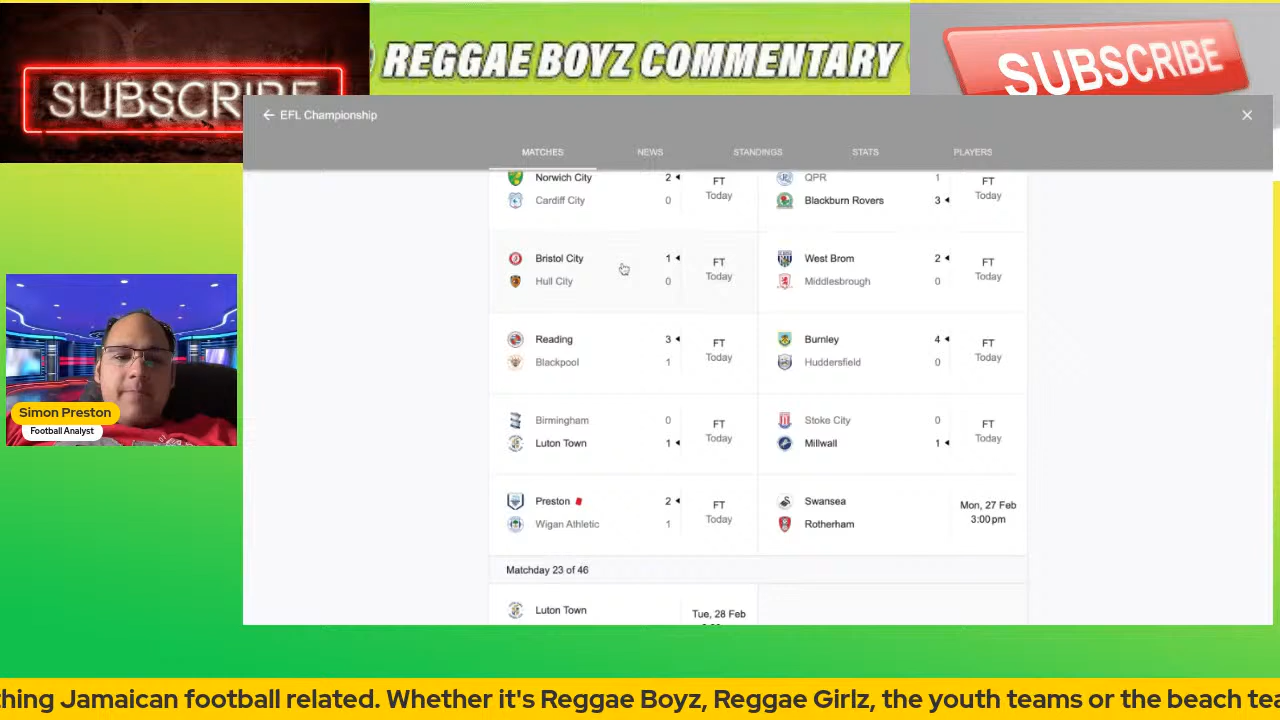 SUBSCRIBE
REGGAE BOYZ COMMENTARY
SUBSCRIBE
EFL Championship
MATCHES NEWS STANDINGS STATS PLAYERS
Norwich City 2
Cardiff City 0
FT
Today
QPR 1
Blackburn Rovers 3
FT
Today
Bristol City 1
Hull City 0
FT
Today
West Brom 2
Middlesbrough 0
FT
Today
Reading 3
Blackpool 1
FT
Today
Burnley 4
Huddersfield 0
FT
Today
Birmingham 0
Luton Town 1
FT
Today
Stoke City 0
Millwall 1
FT
Today
Preston 2
Wigan Athletic 1
FT
Today
Swansea
Rotherham
Mon, 27 Feb
3:00 pm
Matchday 23 of 46
Luton Town
Tue, 28 Feb
Simon Preston
Football Analyst
thing Jamaican football related. Whether it's Reggae Boyz, Reggae Girlz, the youth teams or the beach tea